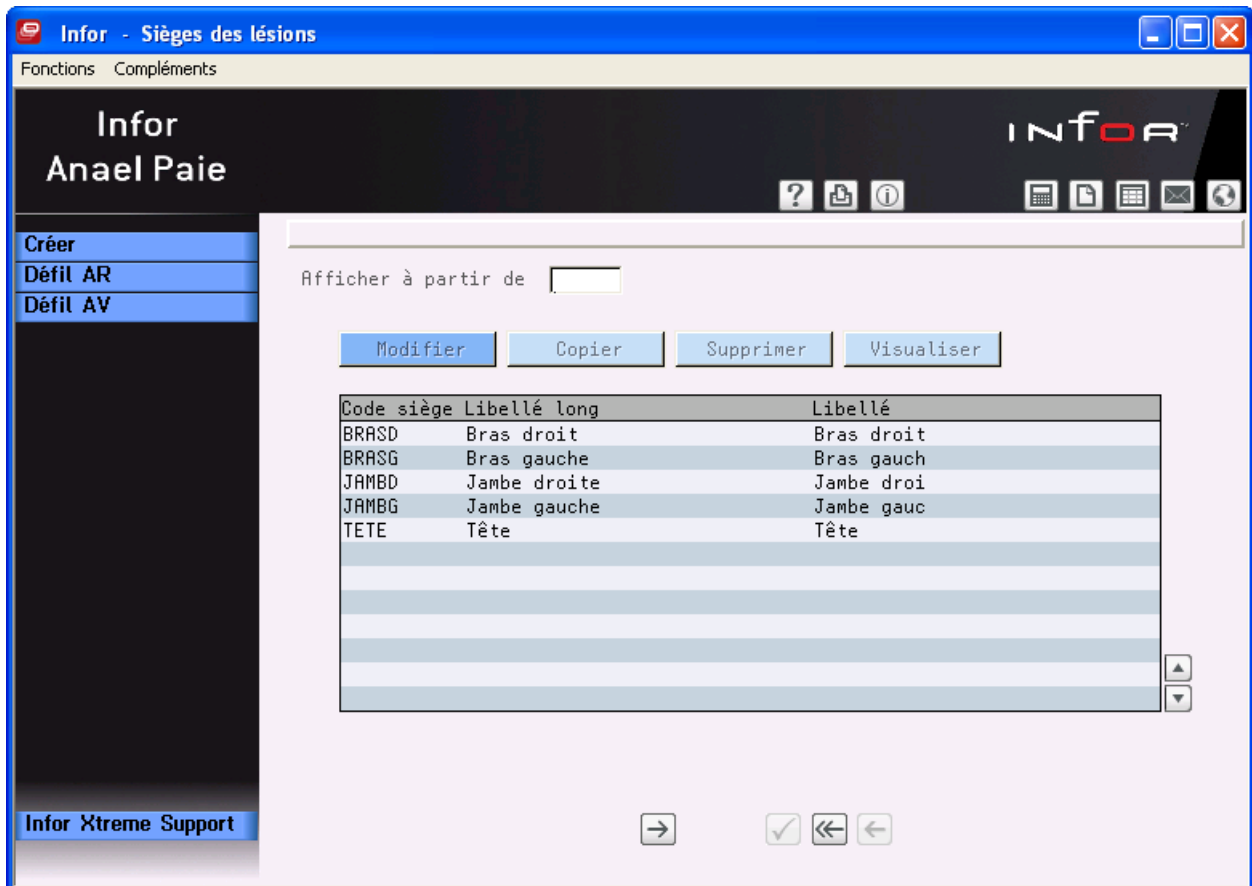 Infor - Sièges des lésions
Fonctions Compléments
Infor
Anael Paie
INFOR
Créer
Défil AR
Défil AV
Afficher à partir de
Modifier Copier Supprimer Visualiser
Code siège Libellé long Libellé
BRASD Bras droit Bras droit
BRASG Bras gauche Bras gauch
JAMBD Jambe droite Jambe droi
JAMBG Jambe gauche Jambe gauc
TETE Tête Tête
Infor Xtreme Support